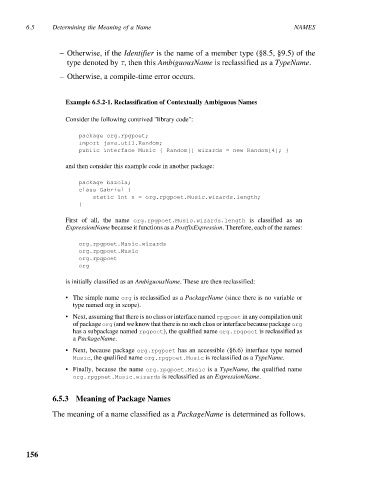 6.5 Determining the Meaning of a Name NAMES
– Otherwise, if the Identifier is the name of a member type (§8.5, §9.5) of the
type denoted by T, then this AmbiguousName is reclassified as a TypeName.
– Otherwise, a compile-time error occurs.
Example 6.5.2-1. Reclassification of Contextually Ambiguous Names
Consider the following contrived "library code":
package org.rpgpoet;
import java.util.Random;
public interface Music { Random[] wizards = new Random[4]; }
and then consider this example code in another package:
package bazola;
class Gabriel {
static int n = org.rpgpoet.Music.wizards.length;
}
First of all, the name org.rpgpoet.Music.wizards.length is classified as an
ExpressionName because it functions as a PostfixExpression. Therefore, each of the names:
org.rpgpoet.Music.wizards
org.rpgpoet.Music
org.rpgpoet
org
is initially classified as an AmbiguousName. These are then reclassified:
• The simple name org is reclassified as a PackageName (since there is no variable or
type named org in scope).
• Next, assuming that there is no class or interface named rpgpoet in any compilation unit
of package org (and we know that there is no such class or interface because package org
has a subpackage named rpgpoet), the qualified name org.rpgpoet is reclassified as
a PackageName.
• Next, because package org.rpgpoet has an accessible (§6.6) interface type named
Music, the qualified name org.rpgpoet.Music is reclassified as a TypeName.
• Finally, because the name org.rpgpoet.Music is a TypeName, the qualified name
org.rpgpoet.Music.wizards is reclassified as an ExpressionName.
6.5.3 Meaning of Package Names
The meaning of a name classified as a PackageName is determined as follows.
156